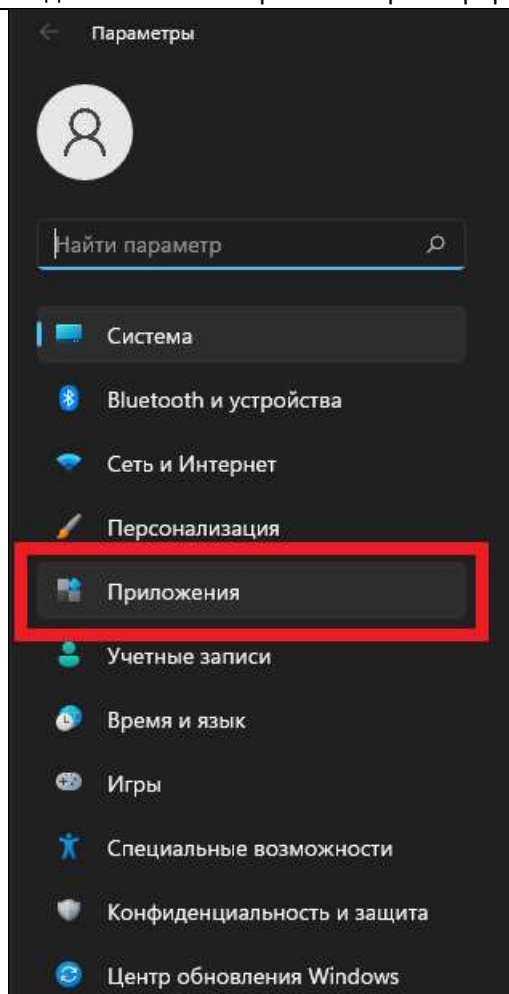 Параметры
Найти параметр
Система
Bluetooth и устройства
Сеть и Интернет
Персонализация
Приложения
Учетные записи
Время и язык
Игры
Специальные возможности
Конфиденциальность и защита
Центр обновления Windows